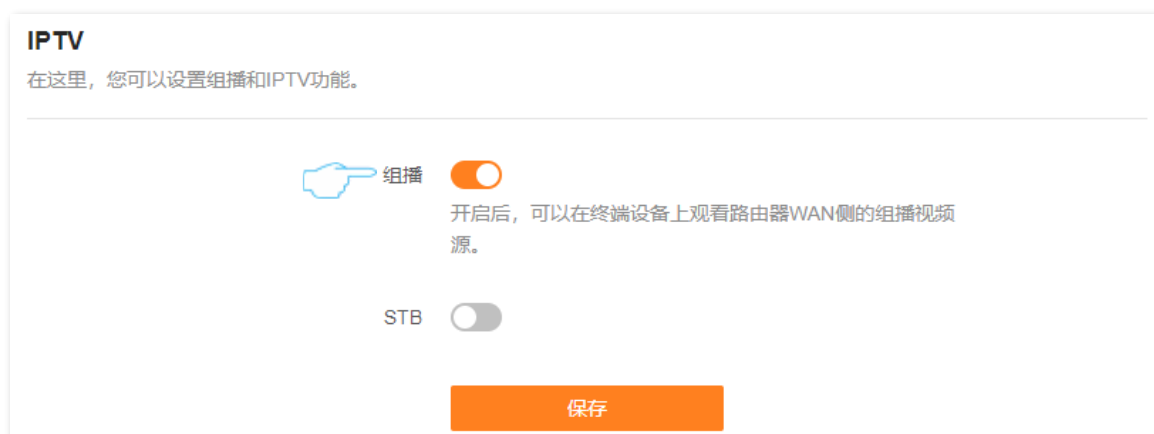 IPTV
在这里，您可以设置组播和IPTV功能。
组播
开启后，可以在终端设备上观看路由器WAN侧的组播视频
源。
STB
保存